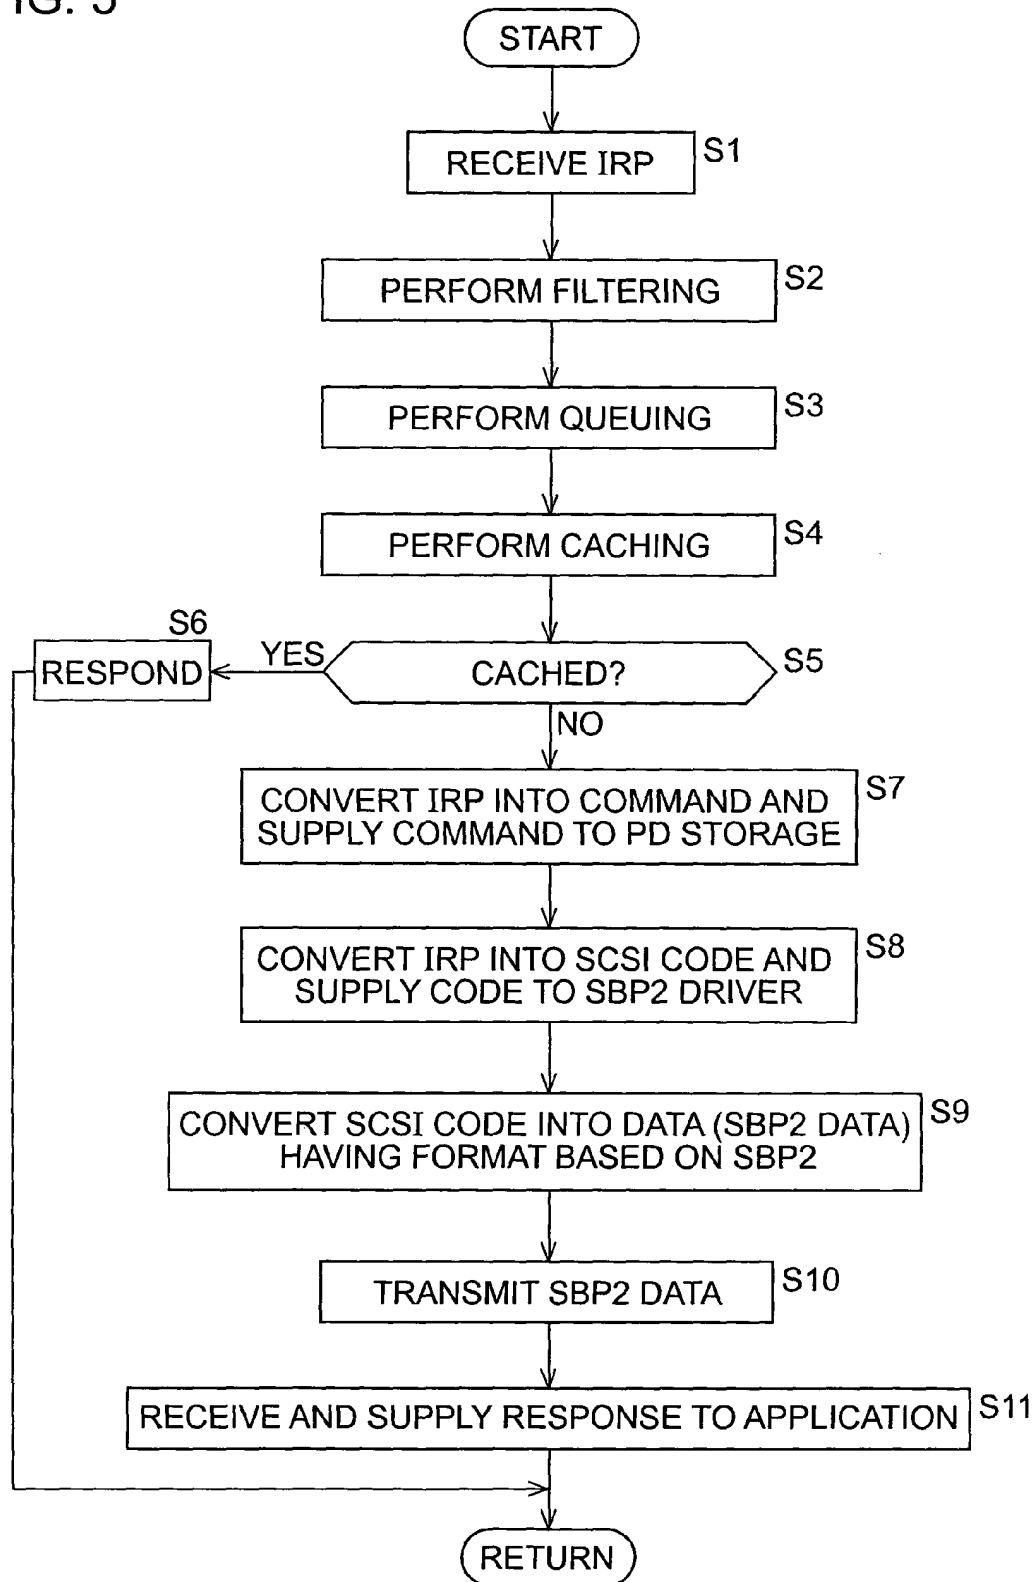 IG. 5
START
RECEIVE IRP
S1
PERFORM FILTERING
S2
PERFORM QUEUING
S3
PERFORM CACHING
S4
S6
RESPOND
YES
CACHED?
S5
NO
CONVERT IRP INTO COMMAND AND
SUPPLY COMMAND TO PD STORAGE
S7
CONVERT IRP INTO SCSI CODE AND
SUPPLY CODE TO SBP2 DRIVER
S8
CONVERT SCSI CODE INTO DATA (SBP2 DATA)
HAVING FORMAT BASED ON SBP2
S9
TRANSMIT SBP2 DATA
S10
RECEIVE AND SUPPLY RESPONSE TO APPLICATION
S11
RETURN